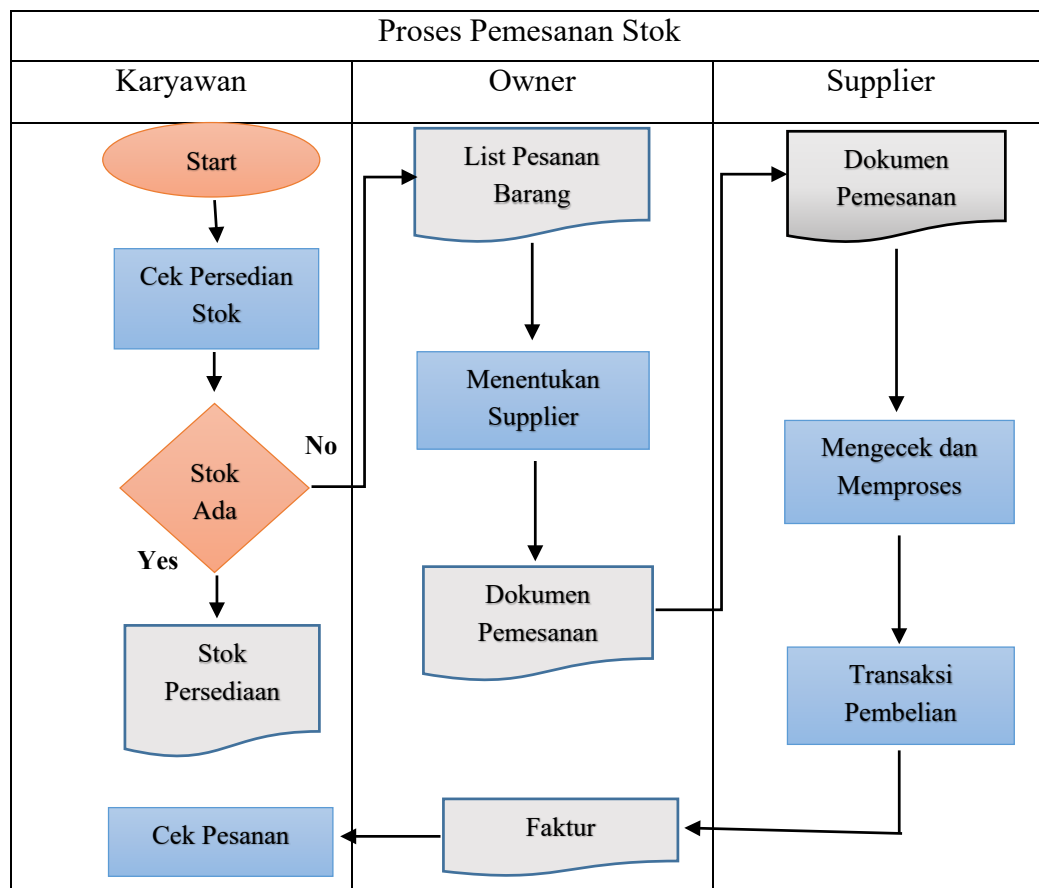 Proses Pemesanan Stok
Karyawan
Owner
Supplier
Start
Cek Persedian
Stok
Stok
Ada
No
Yes
Stok
Persediaan
Cek Pesanan
List Pesanan
Barang
Menentukan
Supplier
Dokumen
Pemesanan
Faktur
Dokumen
Pemesanan
Mengecek dan
Memproses
Transaksi
Pembelian